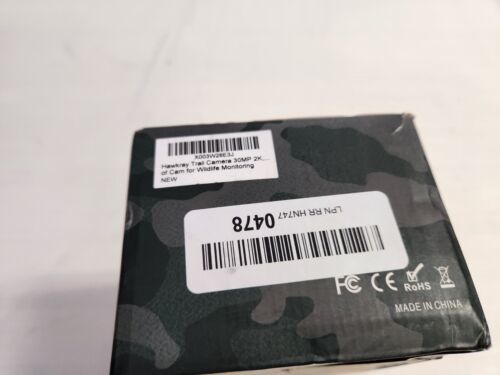 X003W28E3J
Hawkray Trail Camera 30MP 2K,...
of Cam for Wildlife Monitoring
NEW
LPN RR HN747 0478
FC CE RoHS
MADE IN CHINA